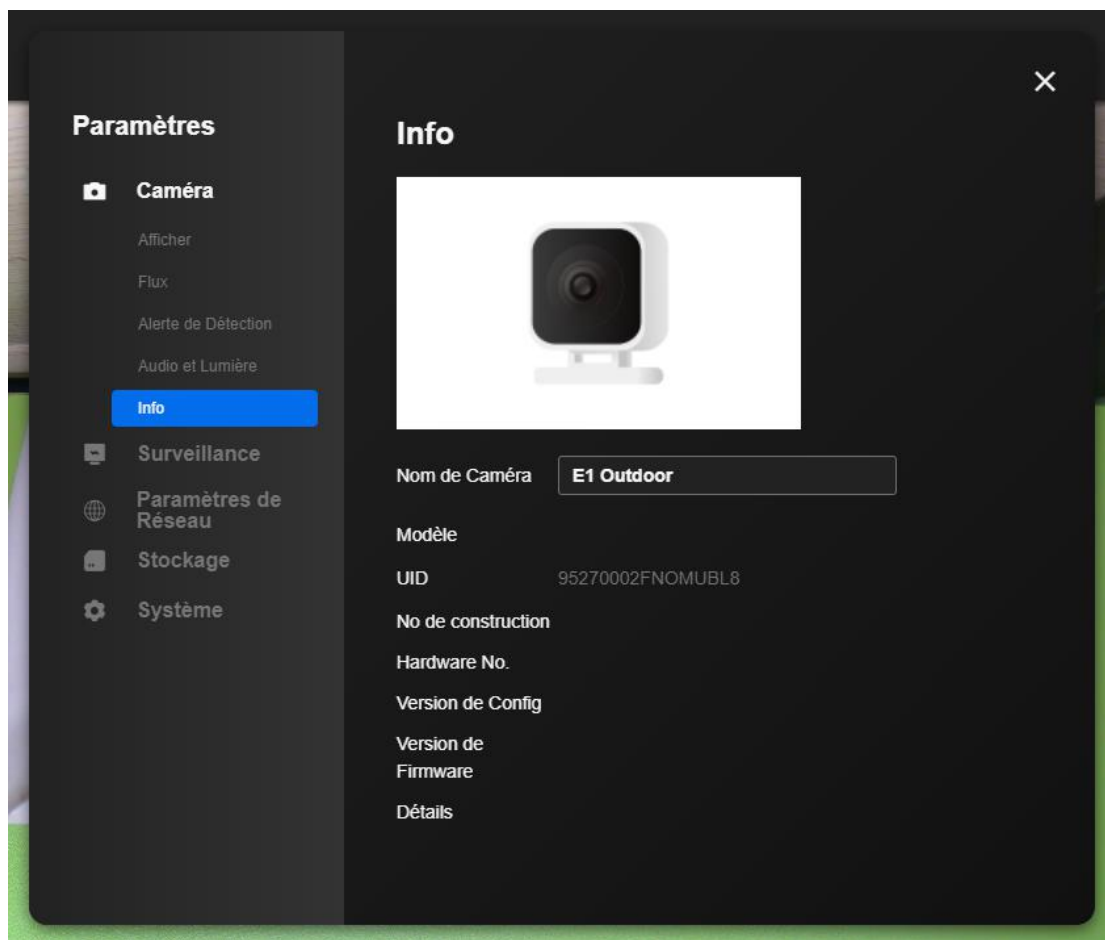 Paramètres
Caméra
Afficher
Flux
Alerte de Détection
Audio et Lumière
Info
Surveillance
Paramètres de
Réseau
Stockage
Système
Info
Nom de Caméra E1 Outdoor
Modèle
UID 95270002FNOMUBL8
No de construction
Hardware No.
Version de Config
Version de
Firmware
Détails